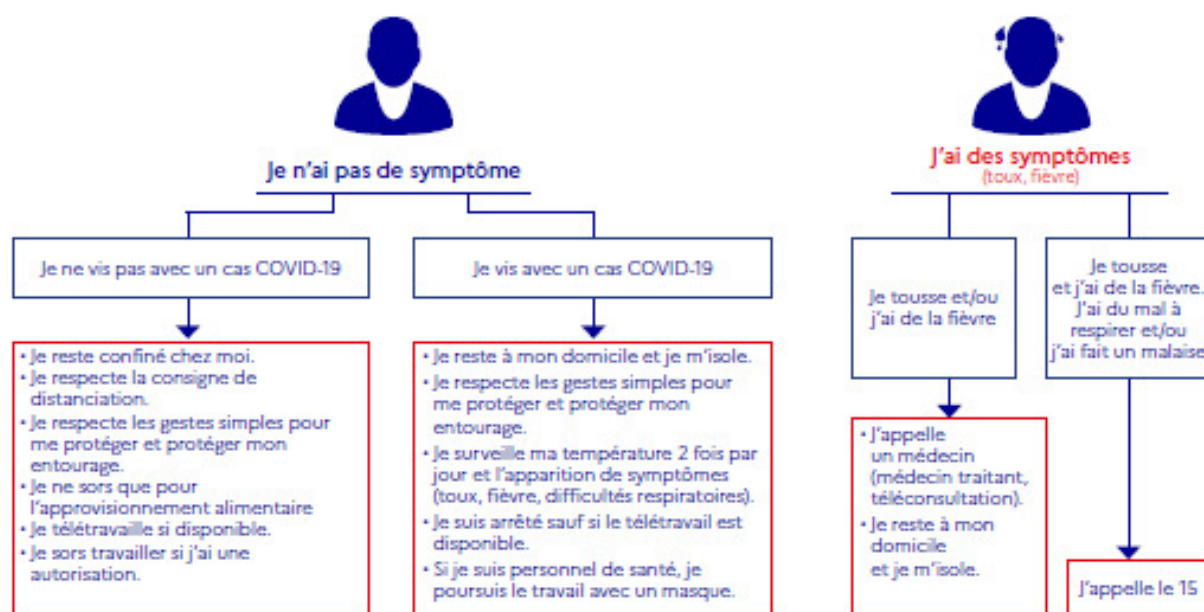 Je n'ai pas de symptôme
Je ne vis pas avec un cas COVID-19
• Je reste confiné chez moi.
• Je respecte la consigne de
distanciation.
• Je respecte les gestes simples pour
me protéger et protéger mon
entourage.
• Je ne sors que pour
l'approvisionnement alimentaire
• Je télétravaille si disponible.
• Je sors travailler si j'ai une
autorisation.
Je vis avec un cas COVID-19
• Je reste à mon domicile et je m'isole.
• Je respecte les gestes simples pour
me protéger et protéger mon
entourage.
• Je surveille ma température 2 fois par
jour et l'apparition de symptômes
(toux, fièvre, difficultés respiratoires).
• Je suis arrêté sauf si le télétravail est
disponible.
• Si je suis personnel de santé, je
poursuis le travail avec un masque.
J'ai des symptômes
(toux, fièvre)
Je tousse et/ou
j'ai de la fièvre
• J'appelle
un médecin
(médecin traitant,
téléconsultation).
• Je reste à mon
domicile
et je m'isole.
Je tousse
et j'ai de la fièvre.
J'ai du mal à
respirer et/ou
j'ai fait un malaise
J'appelle le 15